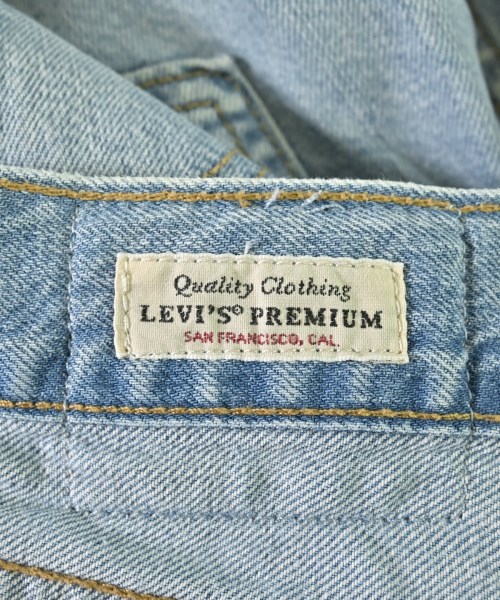 Quality Clothing
LEVI'S® PREMIUM
SAN FRANCISCO, CAL.